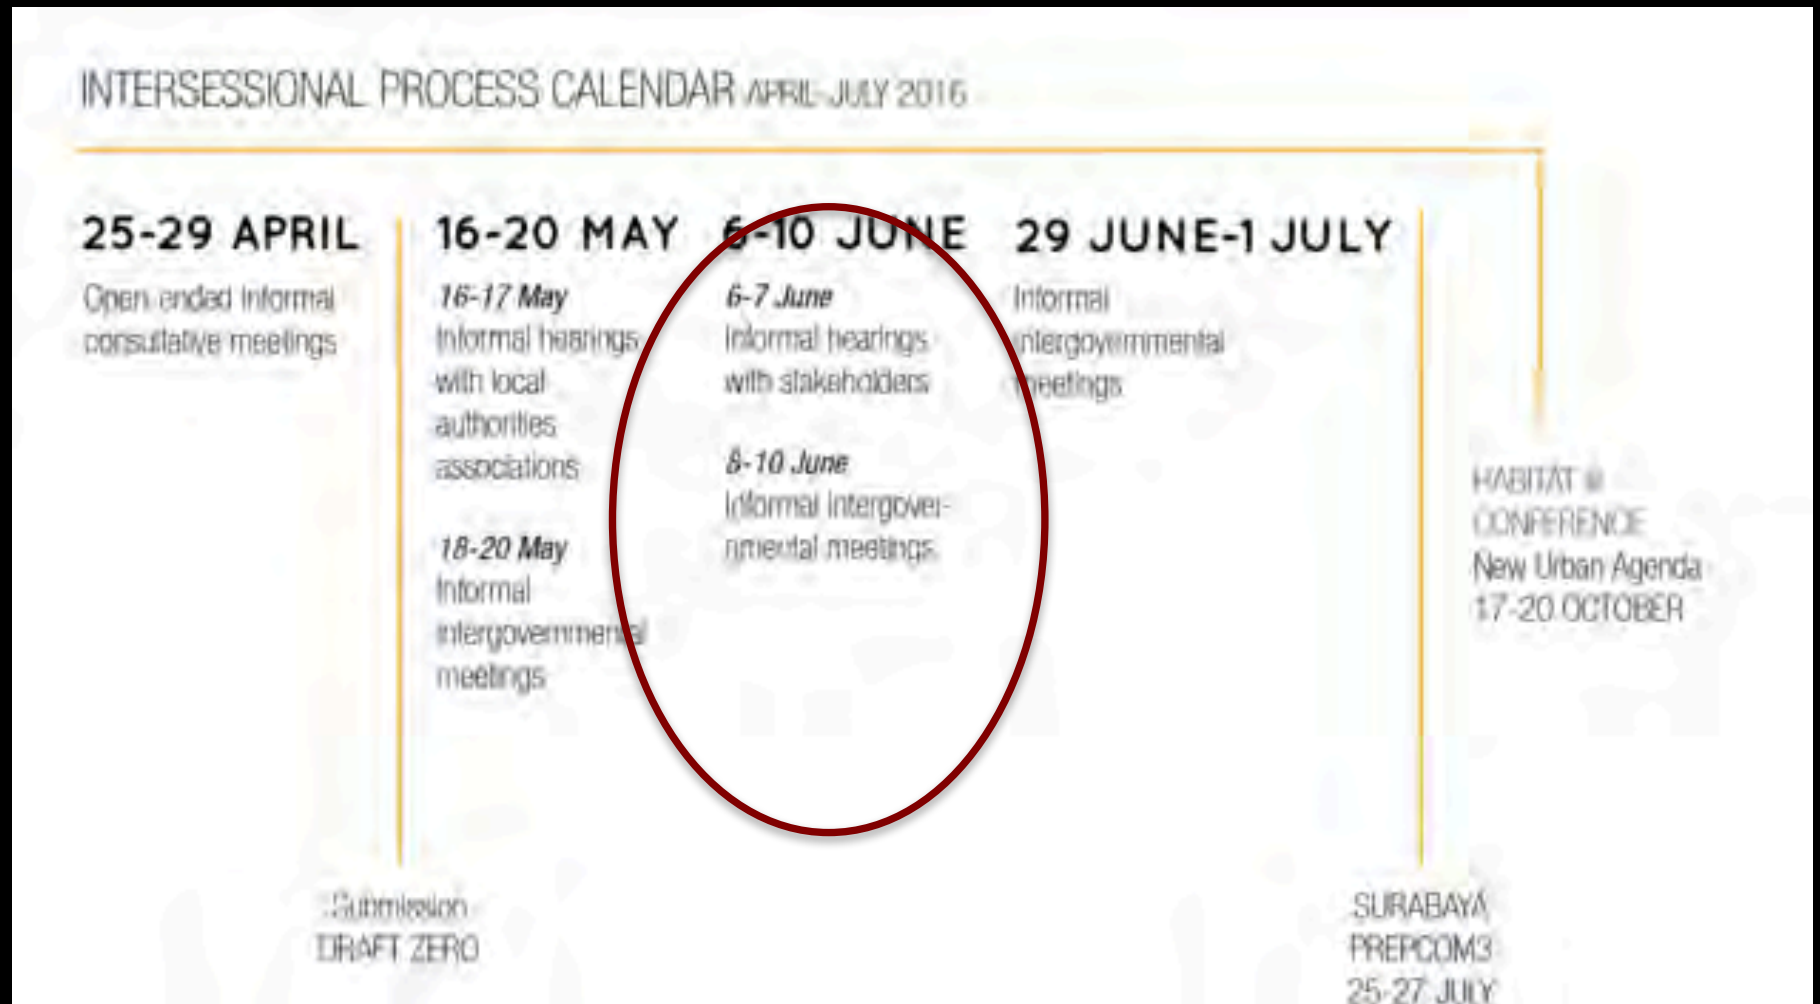 INTERSESSIONAL PROCESS CALENDAR APRIL-JULY 2016
25-29 APRIL
Open-ended informal
consultative meetings
16-20 MAY
16-17 May
Informal hearings
with local
authorities
associations
18-20 May
Informal
intergovernmental
meetings
6-10 JUNE
6-7 June
Informal hearings
with stakeholders
8-10 June
Informal intergover-
nmental meetings
29 JUNE-1 JULY
Informal
intergovernmental
meetings
HABITAT III
CONFERENCE
New Urban Agenda
17-20 OCTOBER
Submission
DRAFT ZERO
SURABAYA
PREPCOM3
25-27 JULY